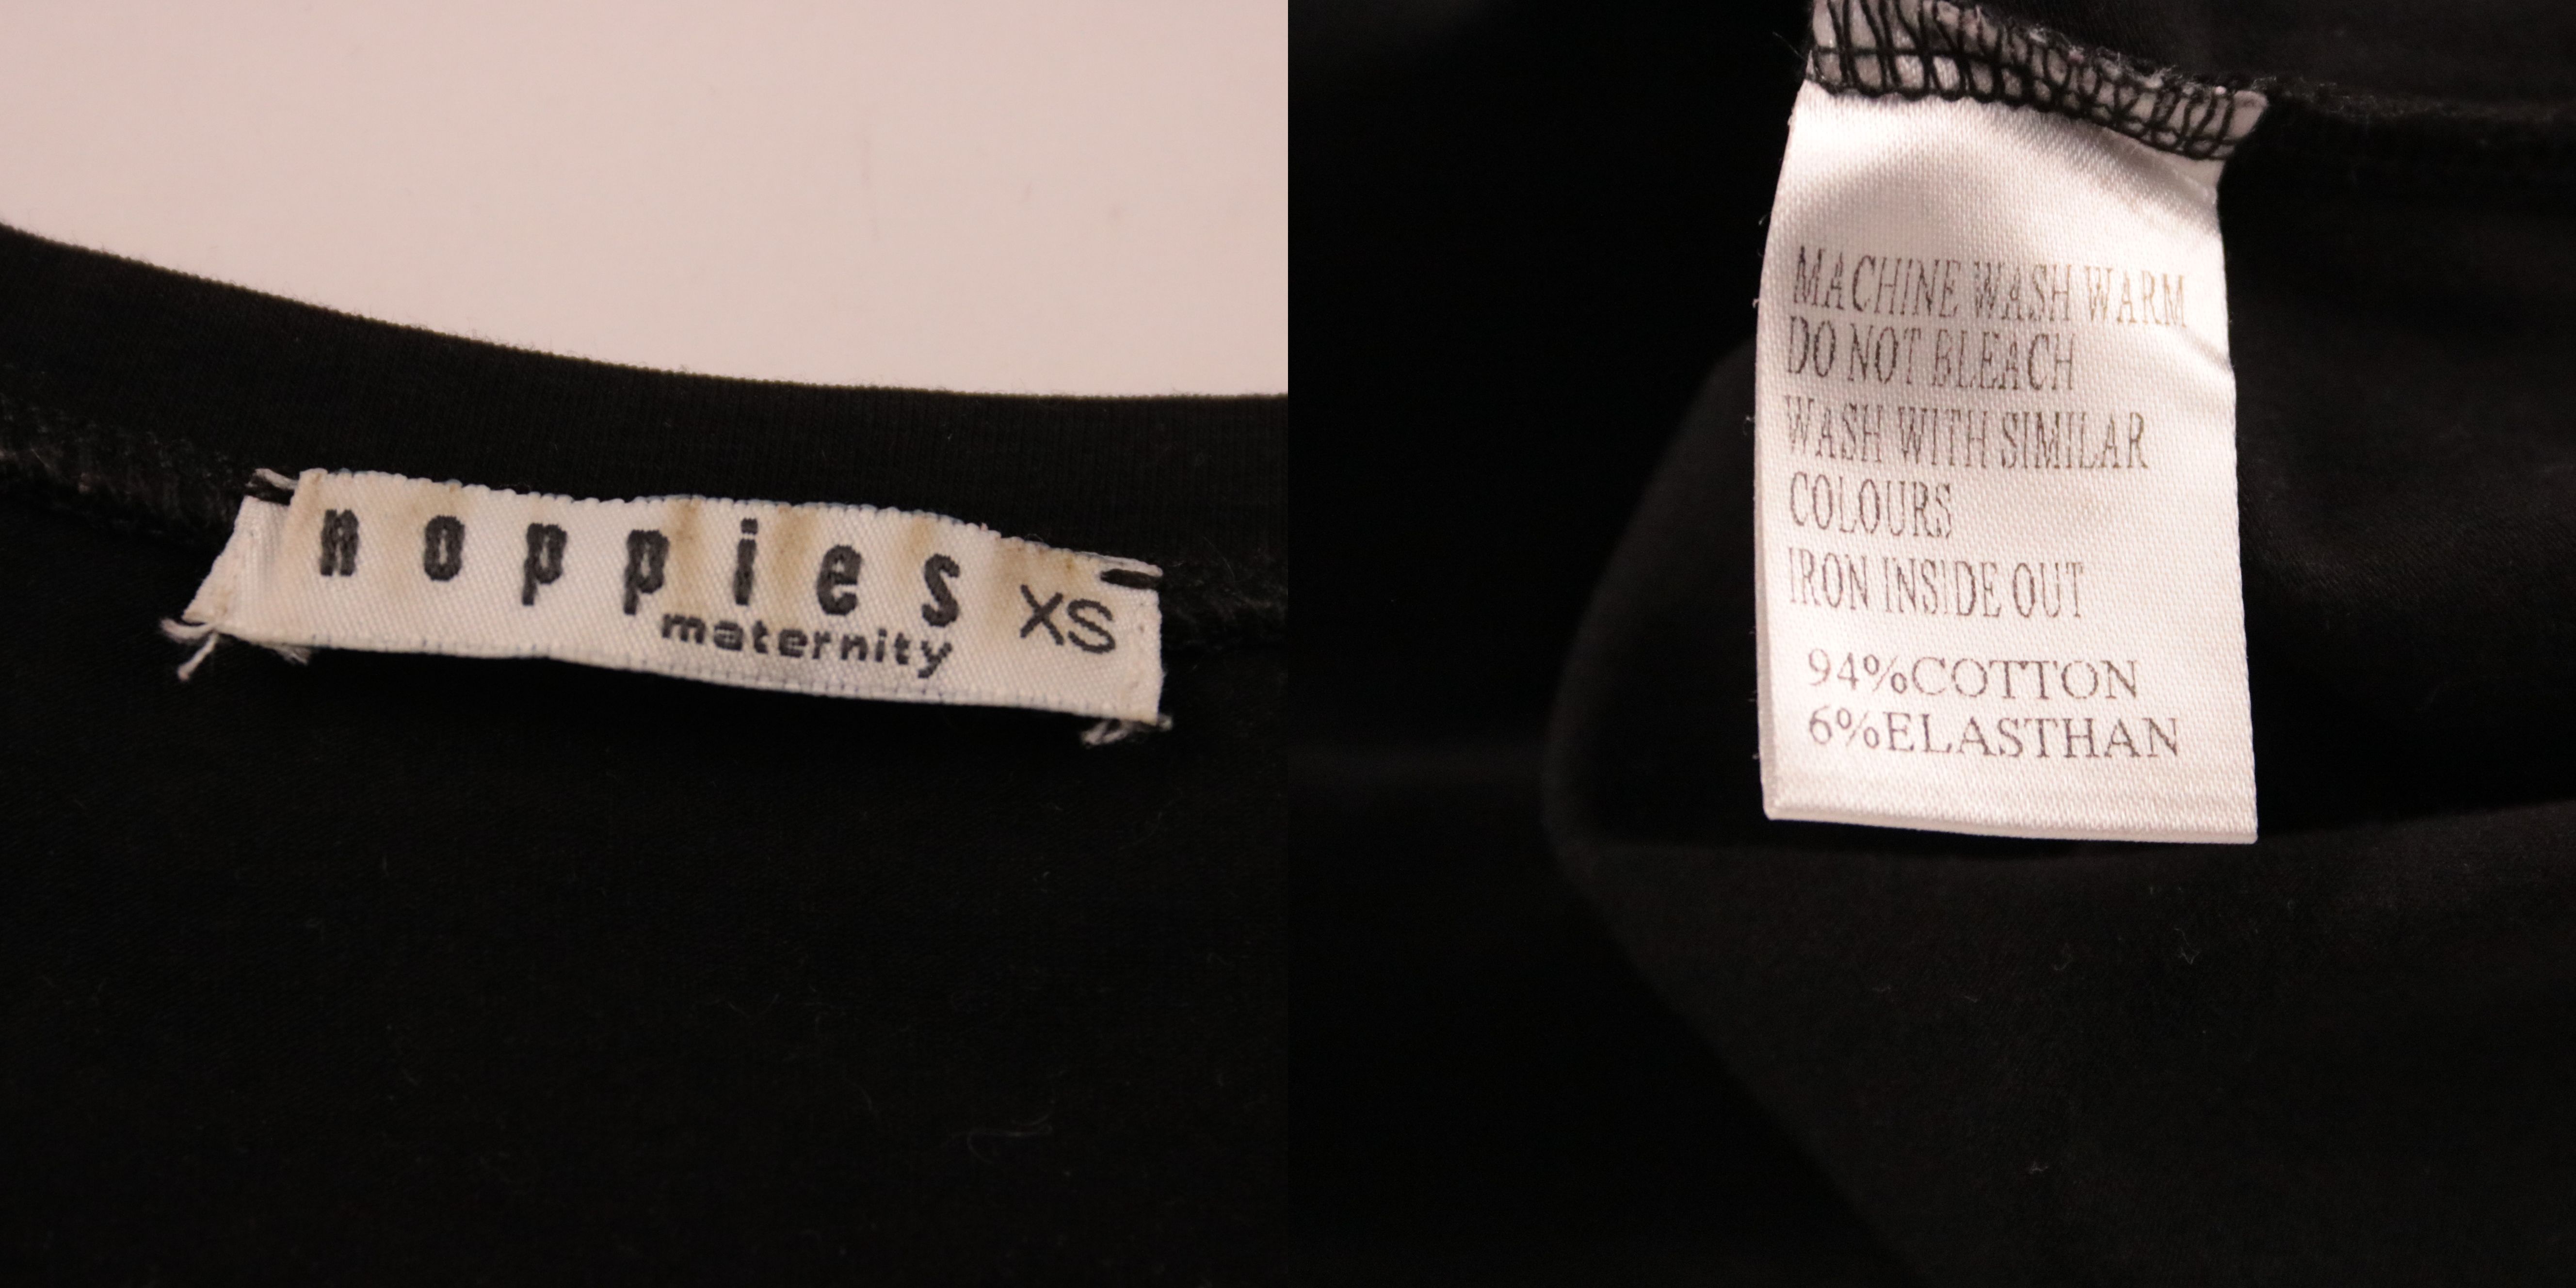 noppies
maternity
XS
MACHINE WASH WARM
DO NOT BLEACH
WASH WITH SIMILAR
COLOURS
IRON INSIDE OUT
94%COTTON
6%ELASTHAN